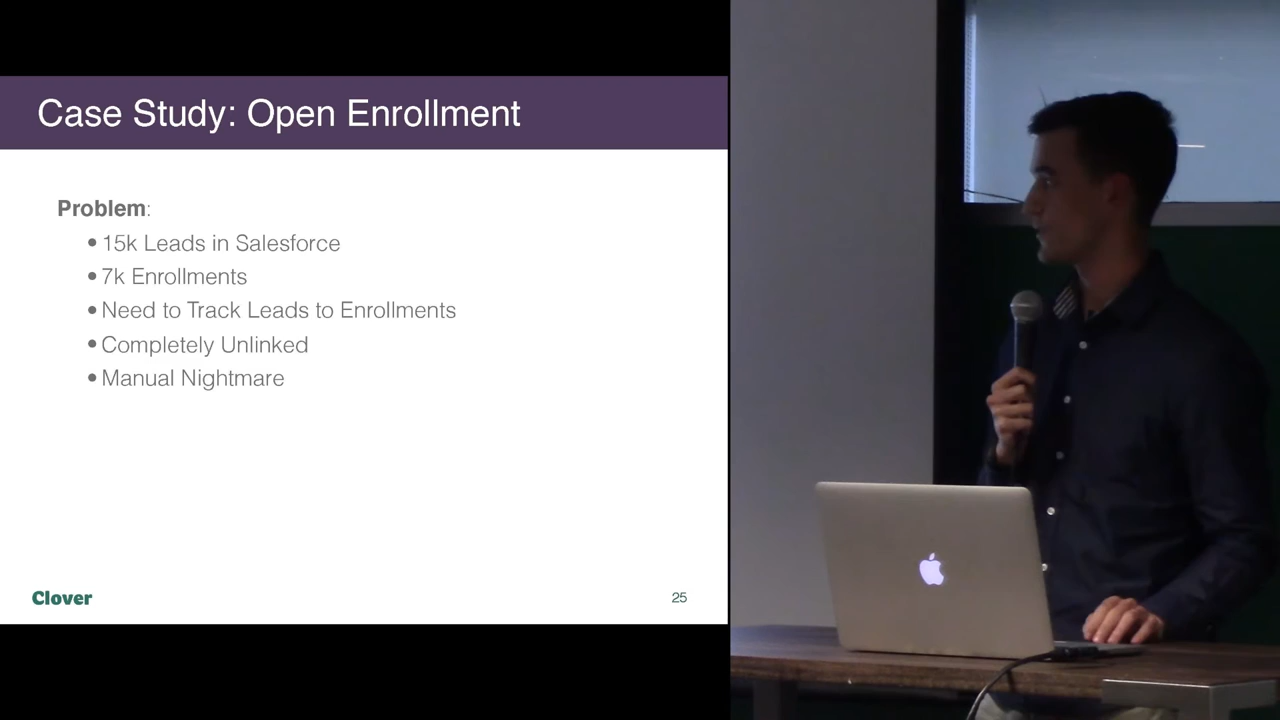 Case Study: Open Enrollment
Problem:
• 15k Leads in Salesforce
• 7k Enrollments
• Need to Track Leads to Enrollments
• Completely Unlinked
• Manual Nightmare
Clover
25